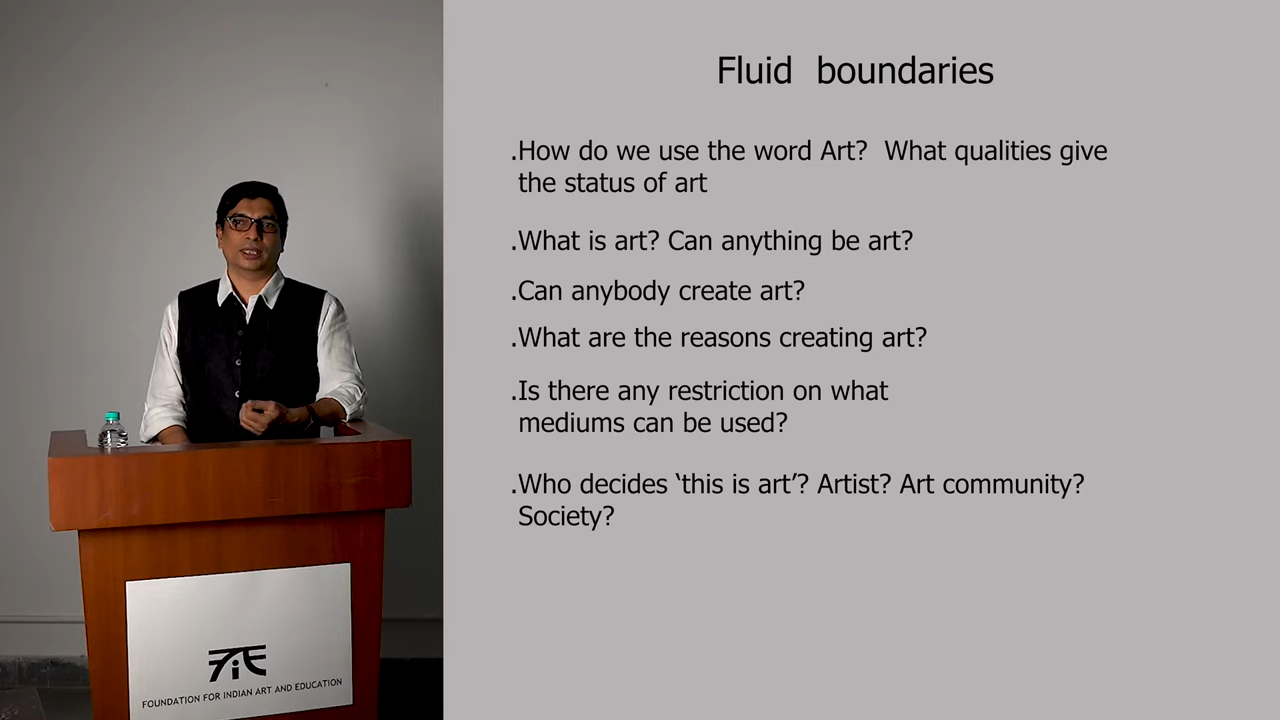 Fluid boundaries
.How do we use the word Art? What qualities give
the status of art
.What is art? Can anything be art?
.Can anybody create art?
.What are the reasons creating art?
.Is there any restriction on what
mediums can be used?
.Who decides ‘this is art’? Artist? Art community?
Society?
FiE
FOUNDATION FOR INDIAN ART AND EDUCATION